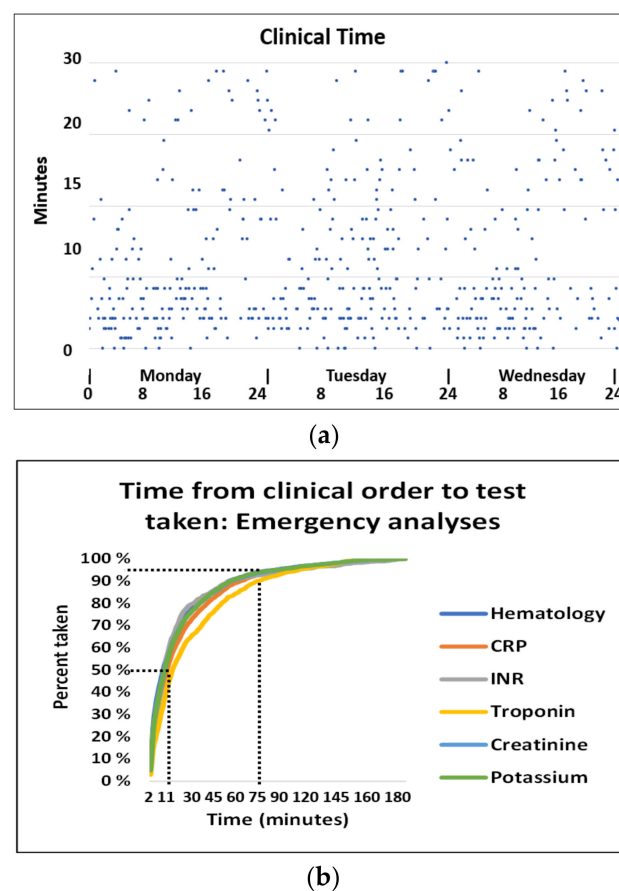 Clinical Time
Minutes
30
20
15
10
0
Monday Tuesday Wednesday
0 8 16 24 8 16 24 8 16 24
(a)
Time from clinical order to test
taken: Emergency analyses
Percent taken
100 %
90 %
80 %
70 %
60 %
50 %
40 %
30 %
20 %
10 %
0 %
2 11 30 45 60 75 90 120 145 160 180
Time (minutes)
Hematology
CRP
INR
Troponin
Creatinine
Potassium
(b)